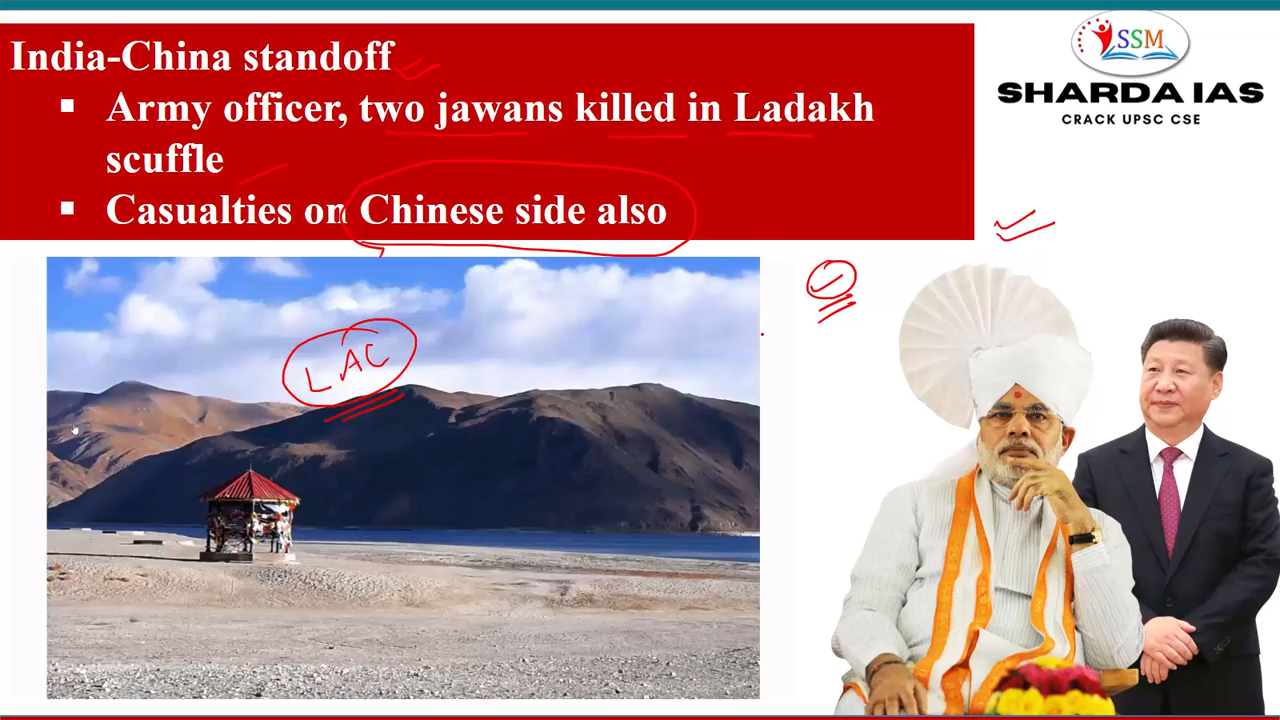 India-China standoff
▪ Army officer, two jawans killed in Ladakh
scuffle
▪ Casualties on Chinese side also
SSM
SHARDA IAS
CRACK UPSC CSE
LAC